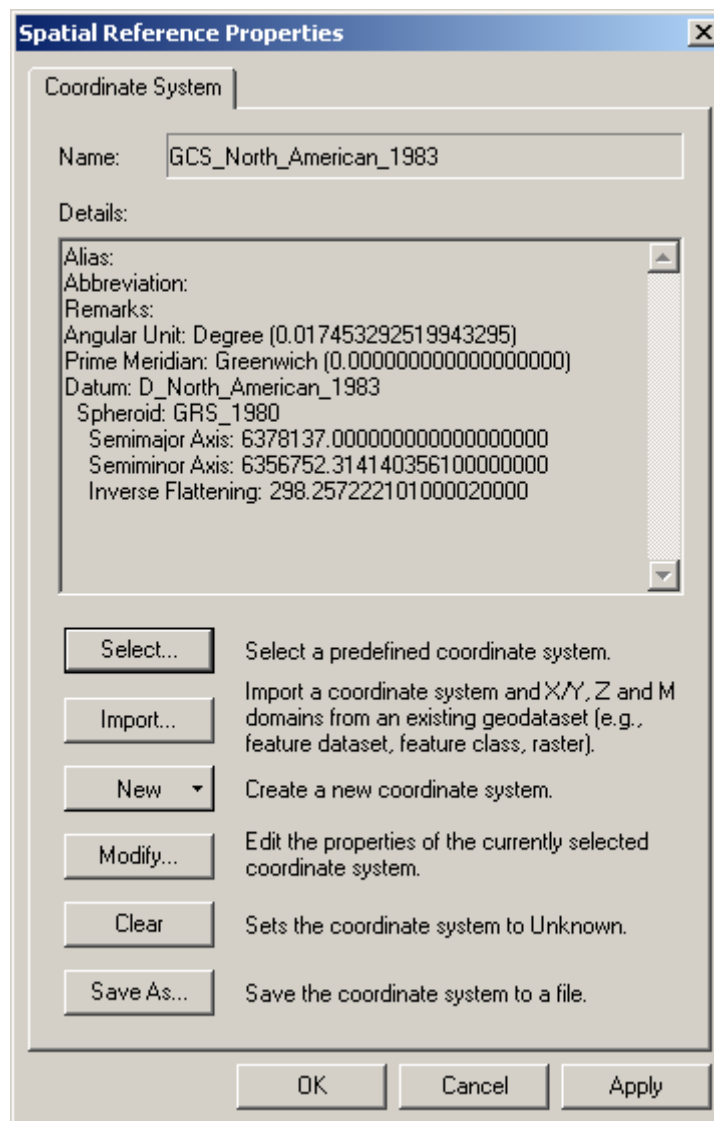 Spatial Reference Properties
Coordinate System
Name: GCS_North_American_1983
Details:
Alias:
Abbreviation:
Remarks:
Angular Unit: Degree (0.017453292519943295)
Prime Meridian: Greenwich (0.000000000000000000)
Datum: D_North_American_1983
Spheroid: GRS_1980
Semimajor Axis: 6378137.000000000000000000
Semiminor Axis: 6356752.314140356100000000
Inverse Flattening: 298.257222101000020000
Select... Select a predefined coordinate system.
Import... Import a coordinate system and X/Y, Z and M
domains from an existing geodataset (e.g.,
feature dataset, feature class, raster).
New Create a new coordinate system.
Modify... Edit the properties of the currently selected
coordinate system.
Clear Sets the coordinate system to Unknown.
Save As... Save the coordinate system to a file.
OK Cancel Apply